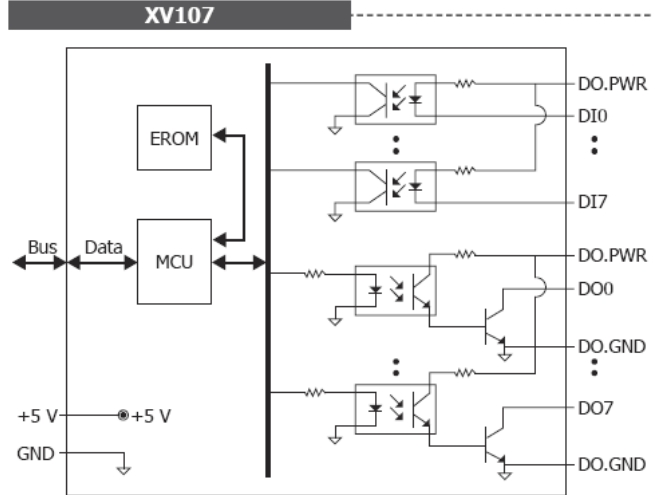 XV107
DO.PWR
DI0
EROM
DI7
Bus
Data
MCU
DO.PWR
DO0
DO.GND
+5 V
+5 V
DO7
GND
DO.GND